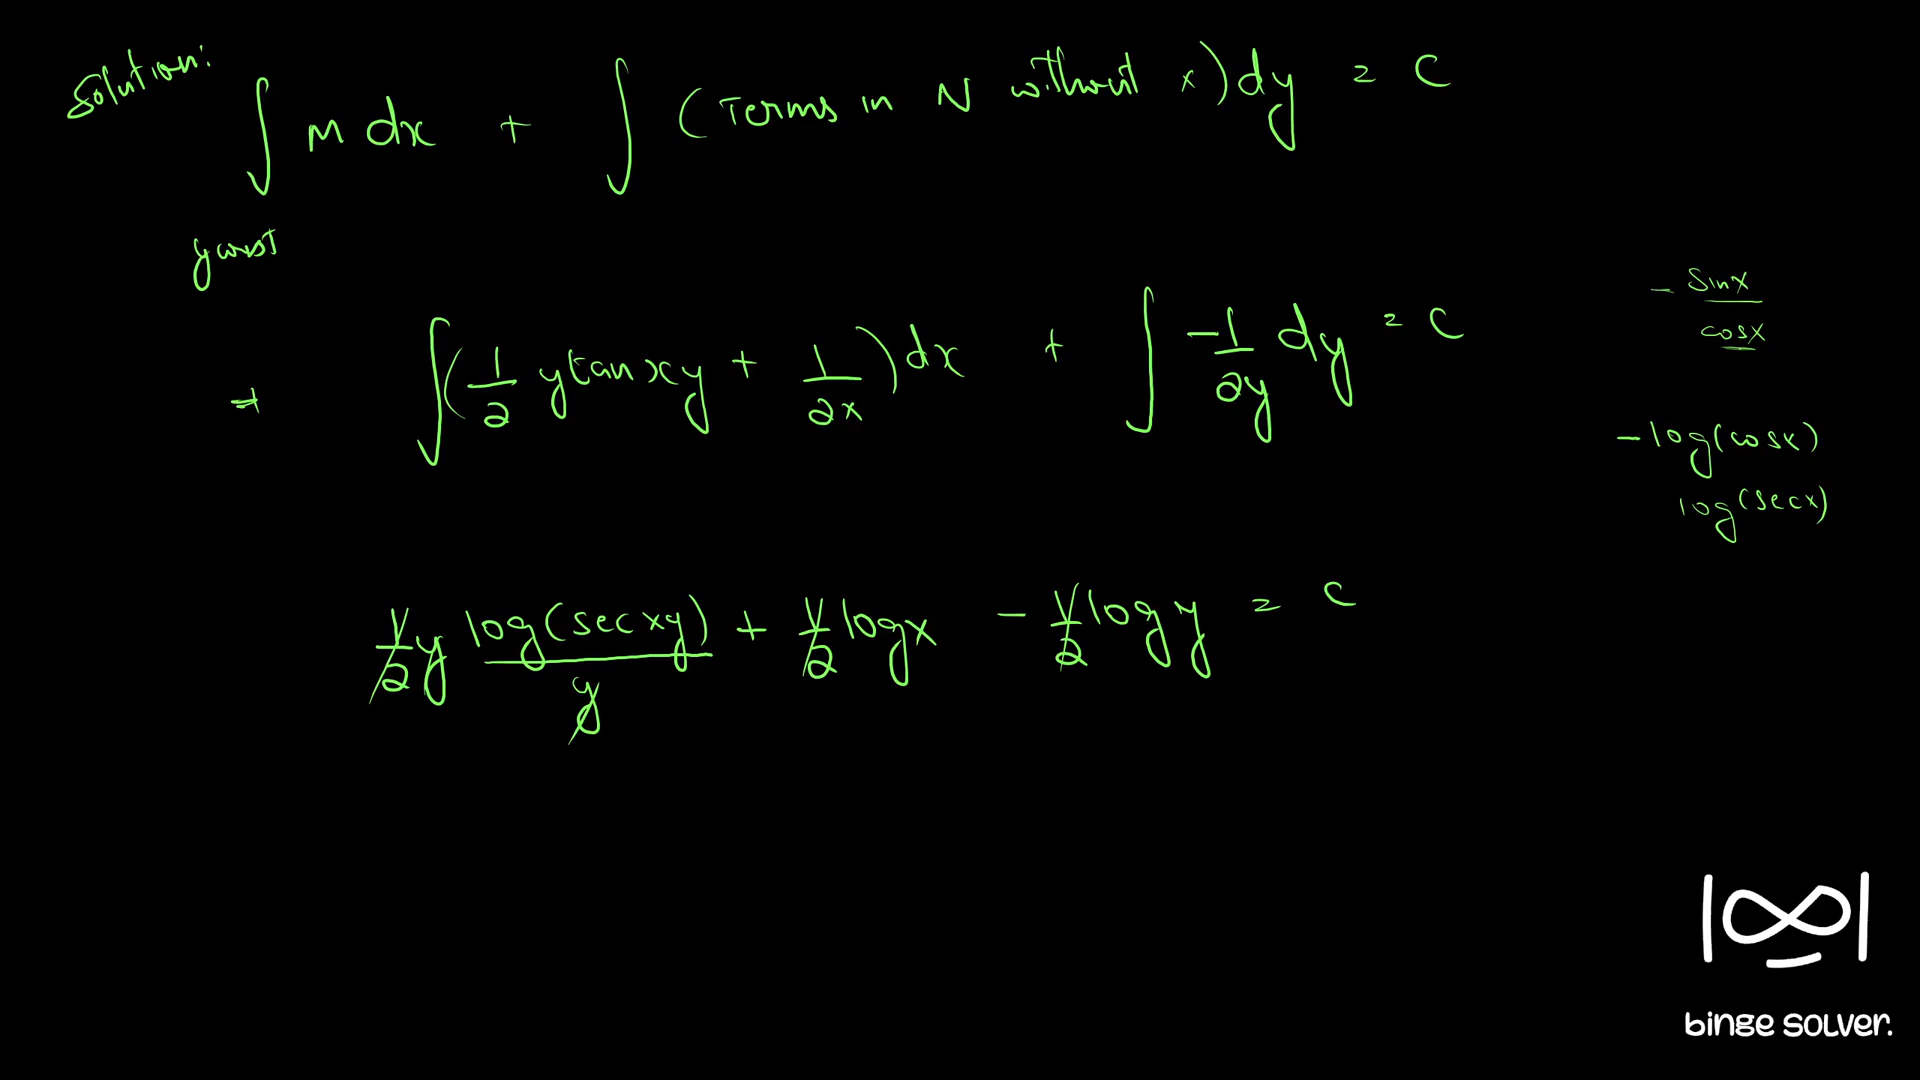 Solution:
∫ M dx + ∫ (Terms in N without x) dy = C
y const
⇒ ∫ (1/2 y tan xy + 1/2x) dx + ∫ -1/2y dy = C
- sinx/cosx
- log(cosx)
log(secx)
1/2 y log(sec xy)/y + 1/2 log x - 1/2 log y = C
binge solver.